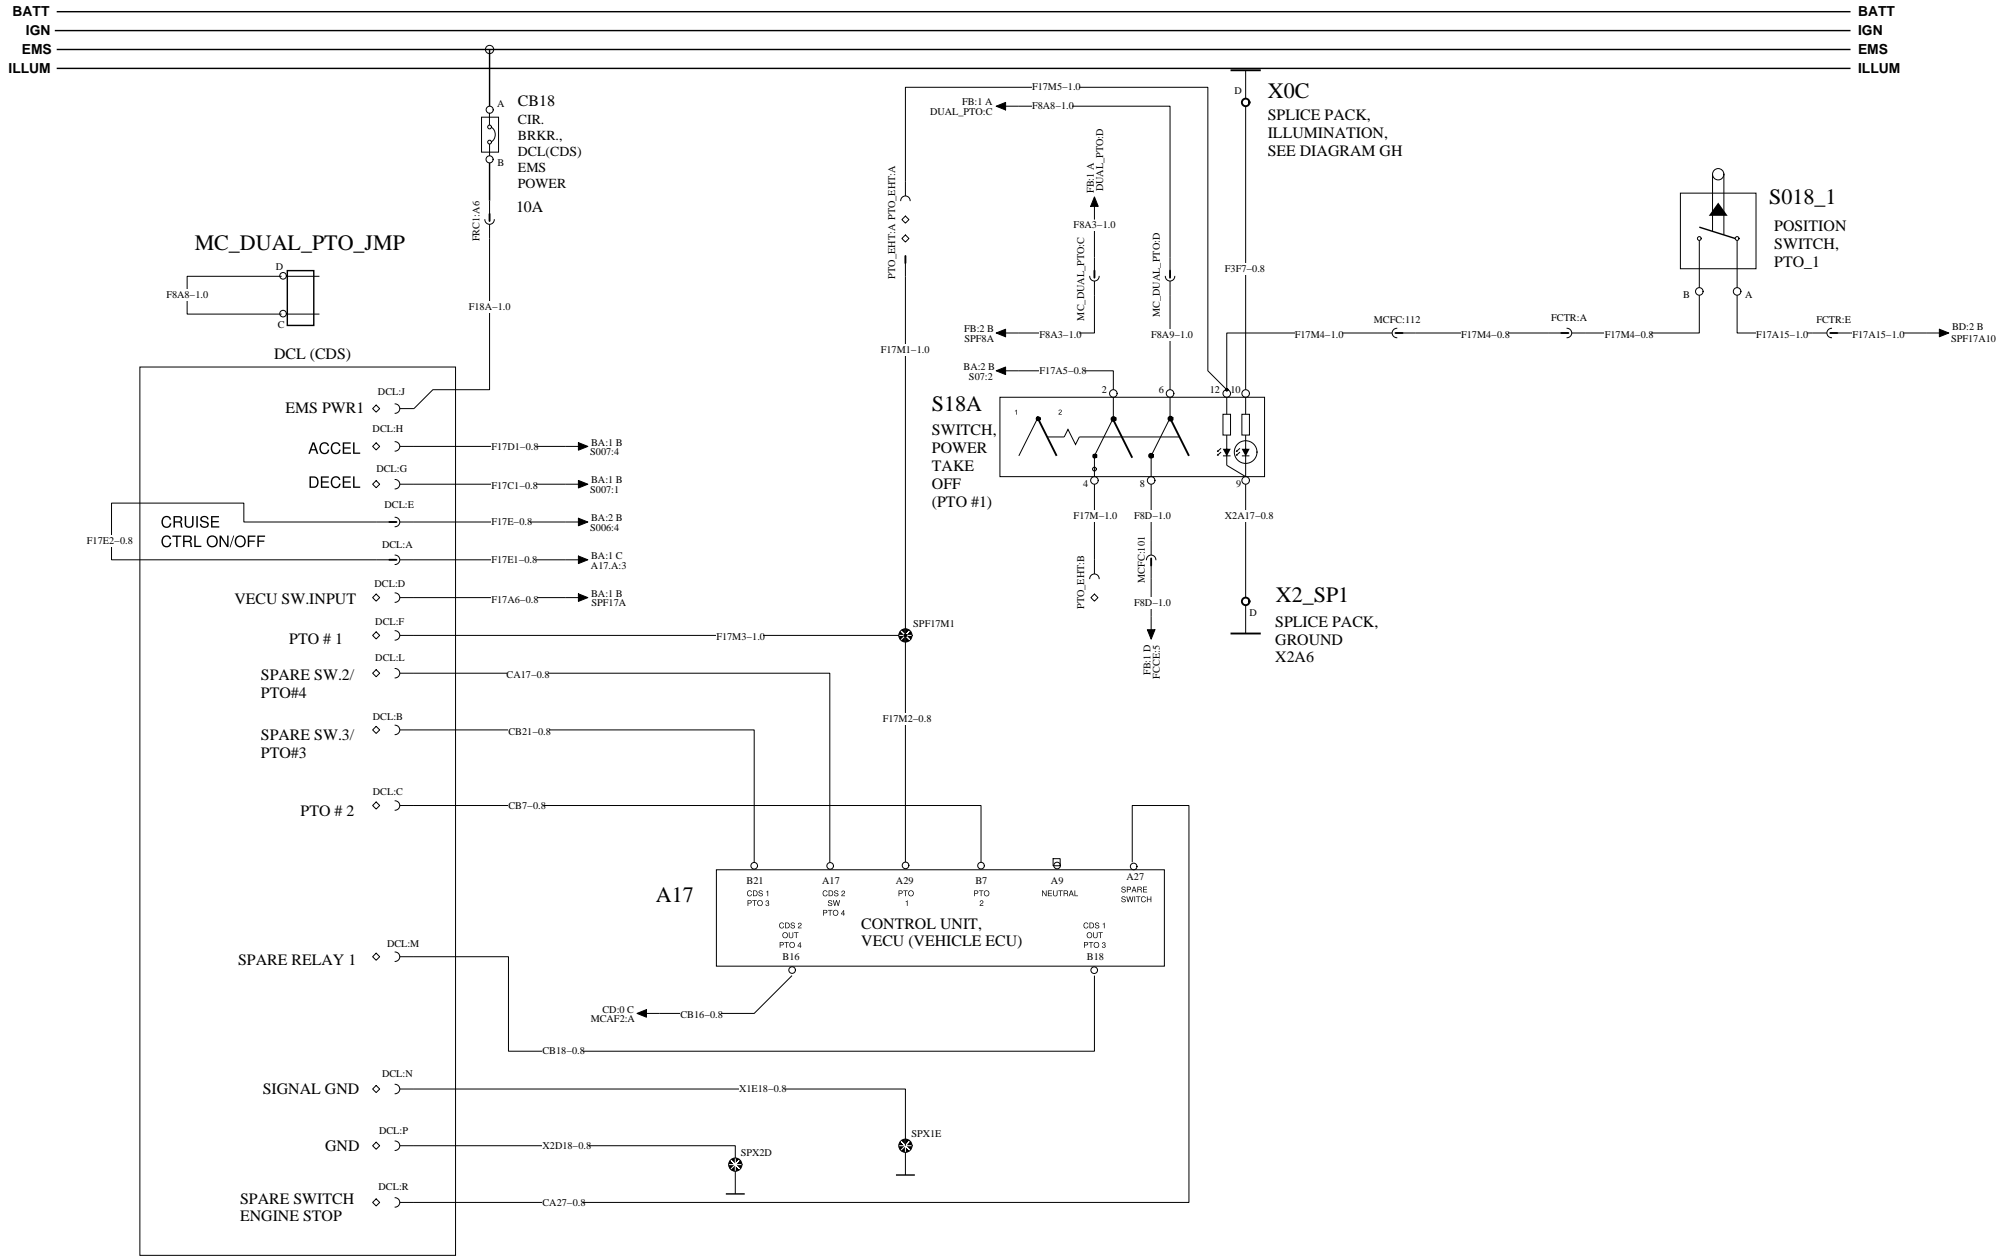 BATT
IGN
EMS
ILLUM
BATT
IGN
EMS
ILLUM
A
CB18
CIR.
BRKR.,
DCL(CDS)
EMS
POWER
10A
B
FRC1:A6
F18A–1.0
MC_DUAL_PTO_JMP
D
F8A8–1.0
C
F17M5–1.0
FB:1 A
DUAL_PTO:C
F8A8–1.0
PTO_EHT:A PTO_EHT:A
FB:1 A
DUAL_PTO:D
F8A3–1.0
MC_DUAL_PTO:C
MC_DUAL_PTO:D
D
X0C
SPLICE PACK,
ILLUMINATION,
SEE DIAGRAM GH
F3F7–0.8
S018_1
POSITION
SWITCH,
PTO_1
B
A
F17M4–1.0
MCFC:112
F17M4–0.8
FCTR:A
F17M4–0.8
F17A15–1.0
FCTR:E
F17A15–1.0
BD:2 B
SPF17A10
FB:2 B
SPF8A
F8A3–1.0
F8A9–1.0
F17M1–1.0
BA:2 B
S07:2
F17A5–0.8
2
6
12
10
S18A
SWITCH,
POWER
TAKE
OFF
(PTO #1)
1
2
4
8
9
F17M–1.0
F8D–1.0
X2A17–0.8
PTO_EHT:B
MCFC:101
F8D–1.0
FB:1 D
FCCE:5
X2_SP1
D
SPLICE PACK,
GROUND
X2A6
DCL (CDS)
DCL:J
EMS PWR1
DCL:H
ACCEL
F17D1–0.8
BA:1 B
S007:4
DCL:G
DECEL
F17C1–0.8
BA:1 B
S007:1
DCL:E
CRUISE
CTRL ON/OFF
F17E–0.8
BA:2 B
S006:4
F17E2–0.8
DCL:A
F17E1–0.8
BA:1 C
A17.A:3
DCL:D
VECU SW.INPUT
F17A6–0.8
BA:1 B
SPF17A
DCL:F
PTO # 1
F17M3–1.0
SPF17M1
DCL:L
SPARE SW.2/
PTO#4
CA17–0.8
DCL:B
SPARE SW.3/
PTO#3
CB21–0.8
F17M2–0.8
DCL:C
PTO # 2
CB7–0.8
A17
B21
CDS 1
PTO 3
A17
CDS 2
SW
PTO 4
A29
PTO
1
B7
PTO
2
A9
NEUTRAL
A27
SPARE
SWITCH
CONTROL UNIT,
VECU (VEHICLE ECU)
CDS 2
OUT
PTO 4
B16
CDS 1
OUT
PTO 3
B18
DCL:M
SPARE RELAY 1
CD:0 C
MCAF2:A
CB16–0.8
CB18–0.8
DCL:N
SIGNAL GND
X1E18–0.8
SPX1E
DCL:P
GND
X2D18–0.8
SPX2D
DCL:R
SPARE SWITCH
ENGINE STOP
CA27–0.8